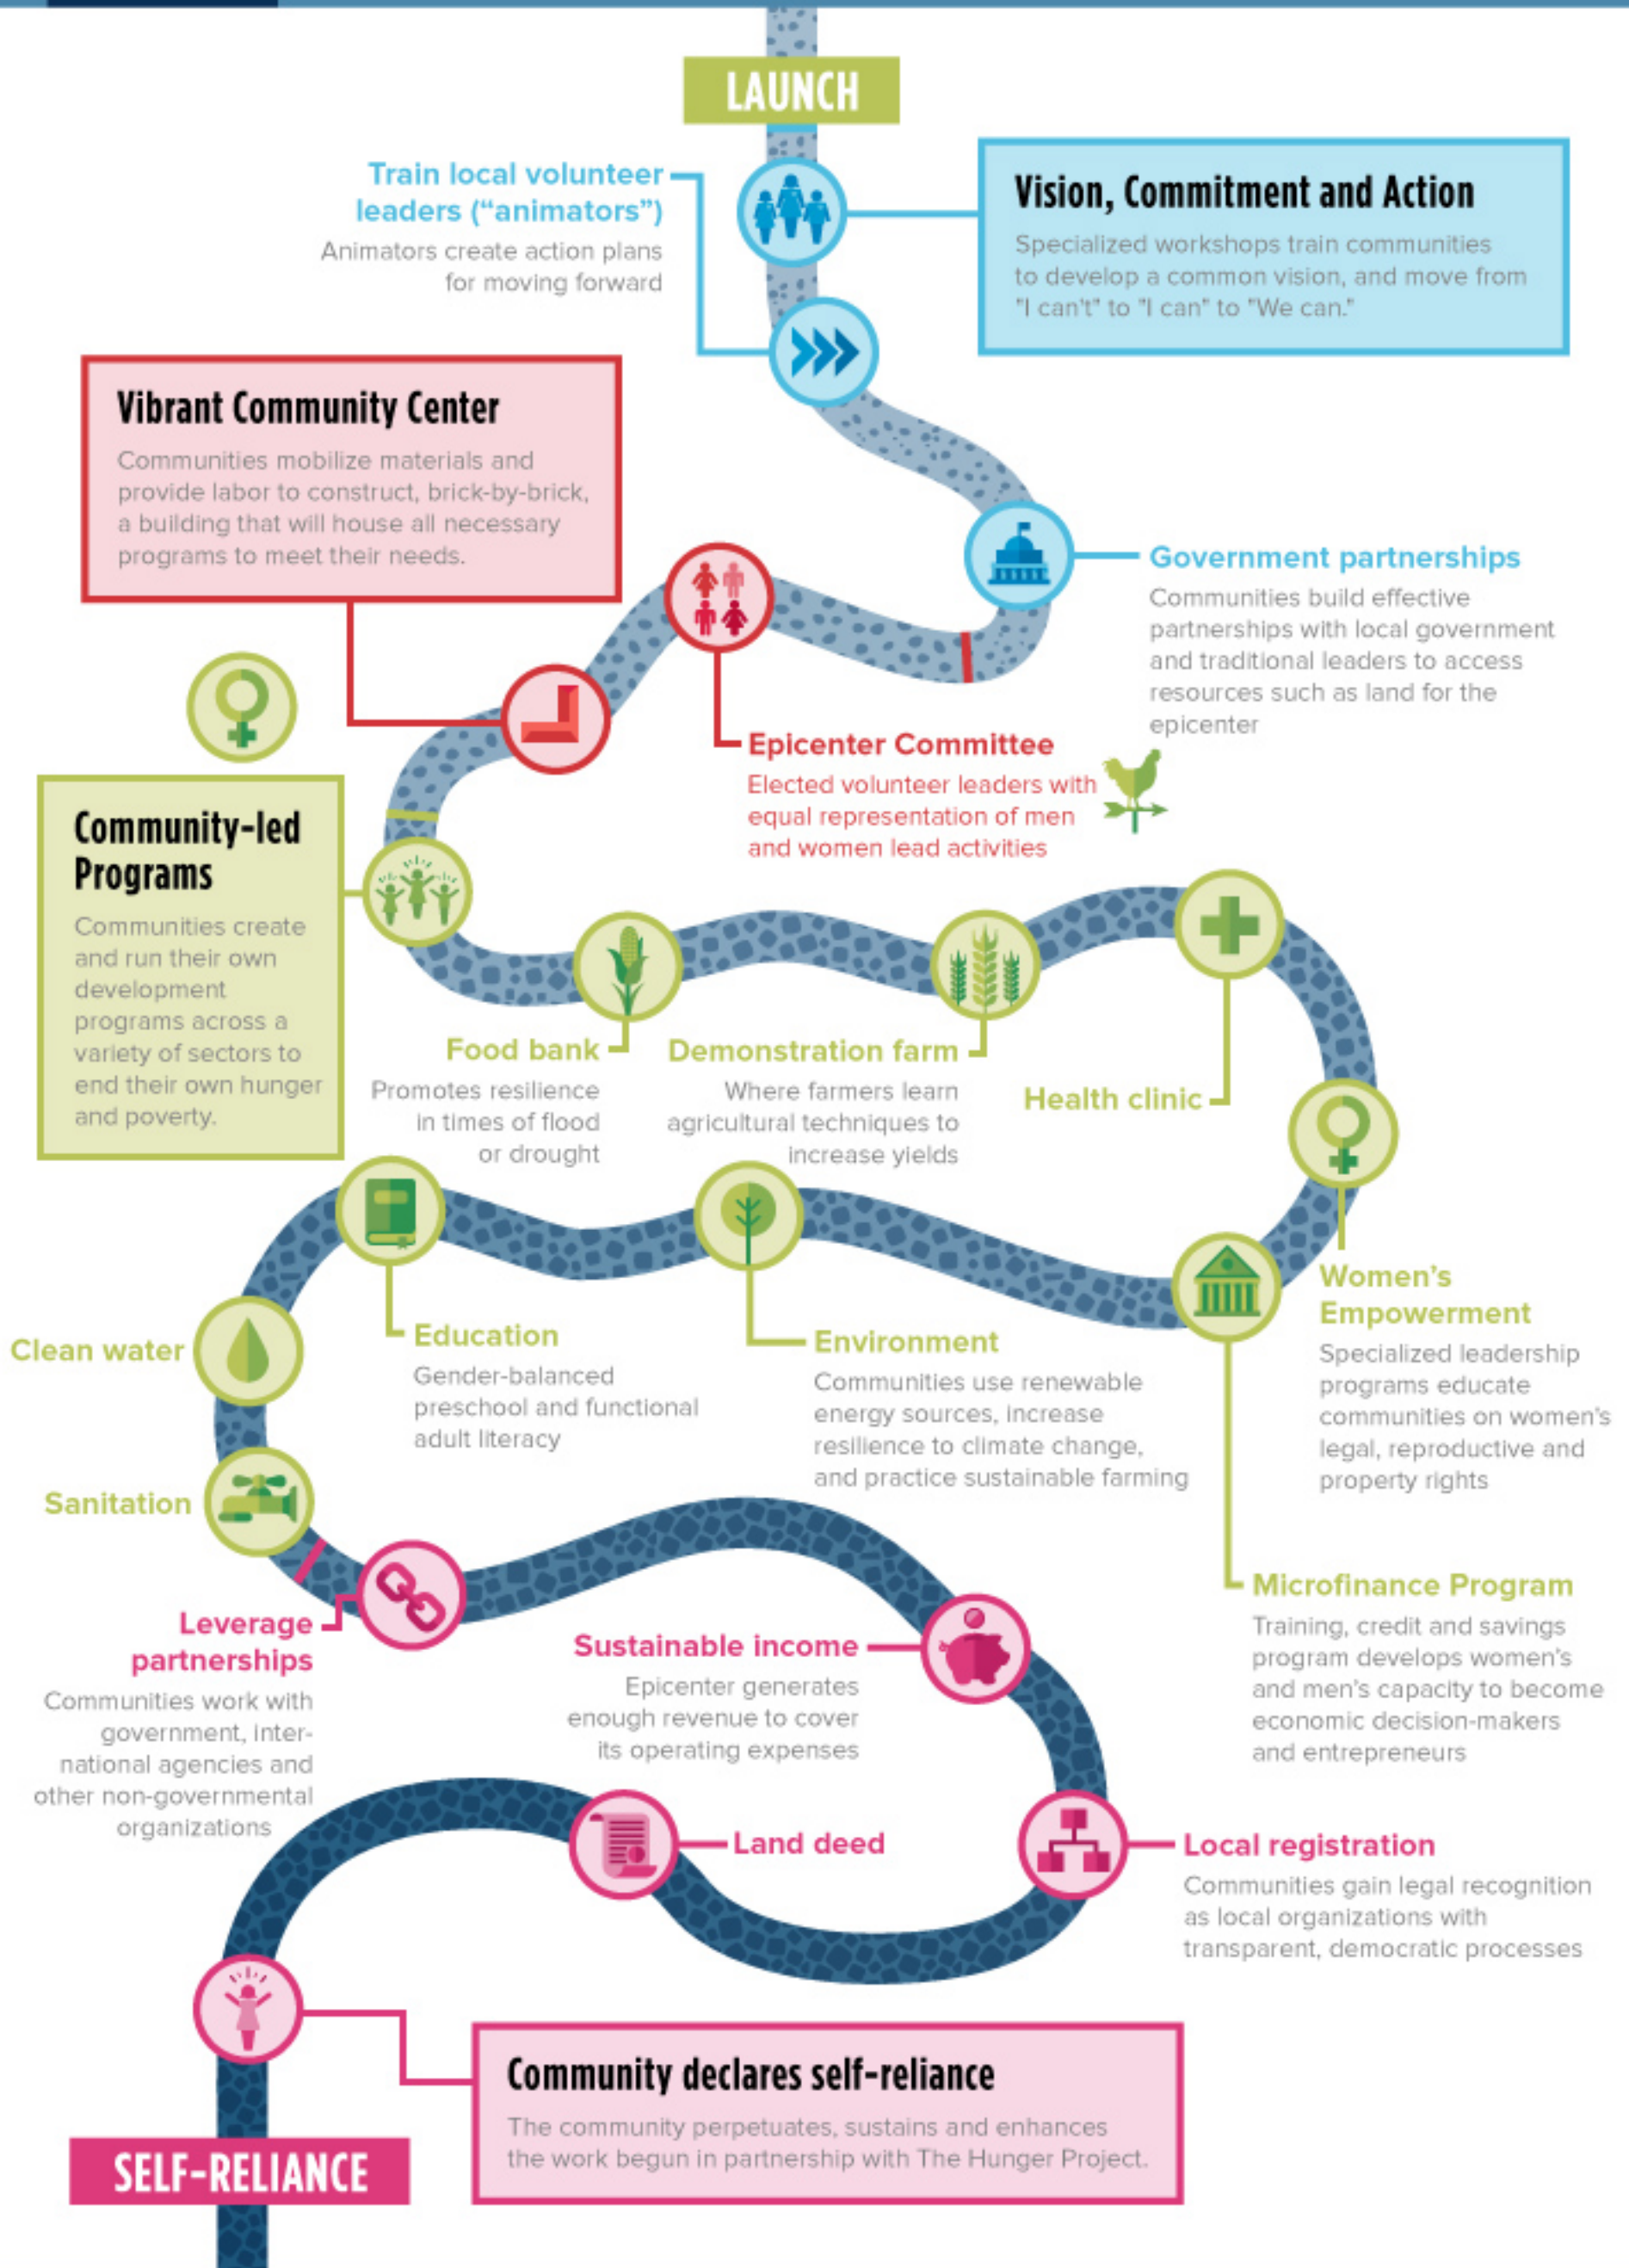 LAUNCH
Train local volunteer
leaders (“animators”)
Animators create action plans
for moving forward
Vision, Commitment and Action
Specialized workshops train communities
to develop a common vision, and move from
"I can't" to "I can" to "We can."
Vibrant Community Center
Communities mobilize materials and
provide labor to construct, brick-by-brick,
a building that will house all necessary
programs to meet their needs.
Government partnerships
Communities build effective
partnerships with local government
and traditional leaders to access
resources such as land for the
epicenter
Epicenter Committee
Elected volunteer leaders with
equal representation of men
and women lead activities
Community-led
Programs
Communities create
and run their own
development
programs across a
variety of sectors to
end their own hunger
and poverty.
Food bank
Promotes resilience
in times of flood
or drought
Demonstration farm
Where farmers learn
agricultural techniques to
increase yields
Health clinic
Women’s
Empowerment
Specialized leadership
programs educate
communities on women’s
legal, reproductive and
property rights
Microfinance Program
Training, credit and savings
program develops women’s
and men’s capacity to become
economic decision-makers
and entrepreneurs
Environment
Communities use renewable
energy sources, increase
resilience to climate change,
and practice sustainable farming
Education
Gender-balanced
preschool and functional
adult literacy
Clean water
Sanitation
Leverage
partnerships
Communities work with
government, inter-
national agencies and
other non-governmental
organizations
Sustainable income
Epicenter generates
enough revenue to cover
its operating expenses
Local registration
Communities gain legal recognition
as local organizations with
transparent, democratic processes
Land deed
Community declares self-reliance
The community perpetuates, sustains and enhances
the work begun in partnership with The Hunger Project.
SELF-RELIANCE